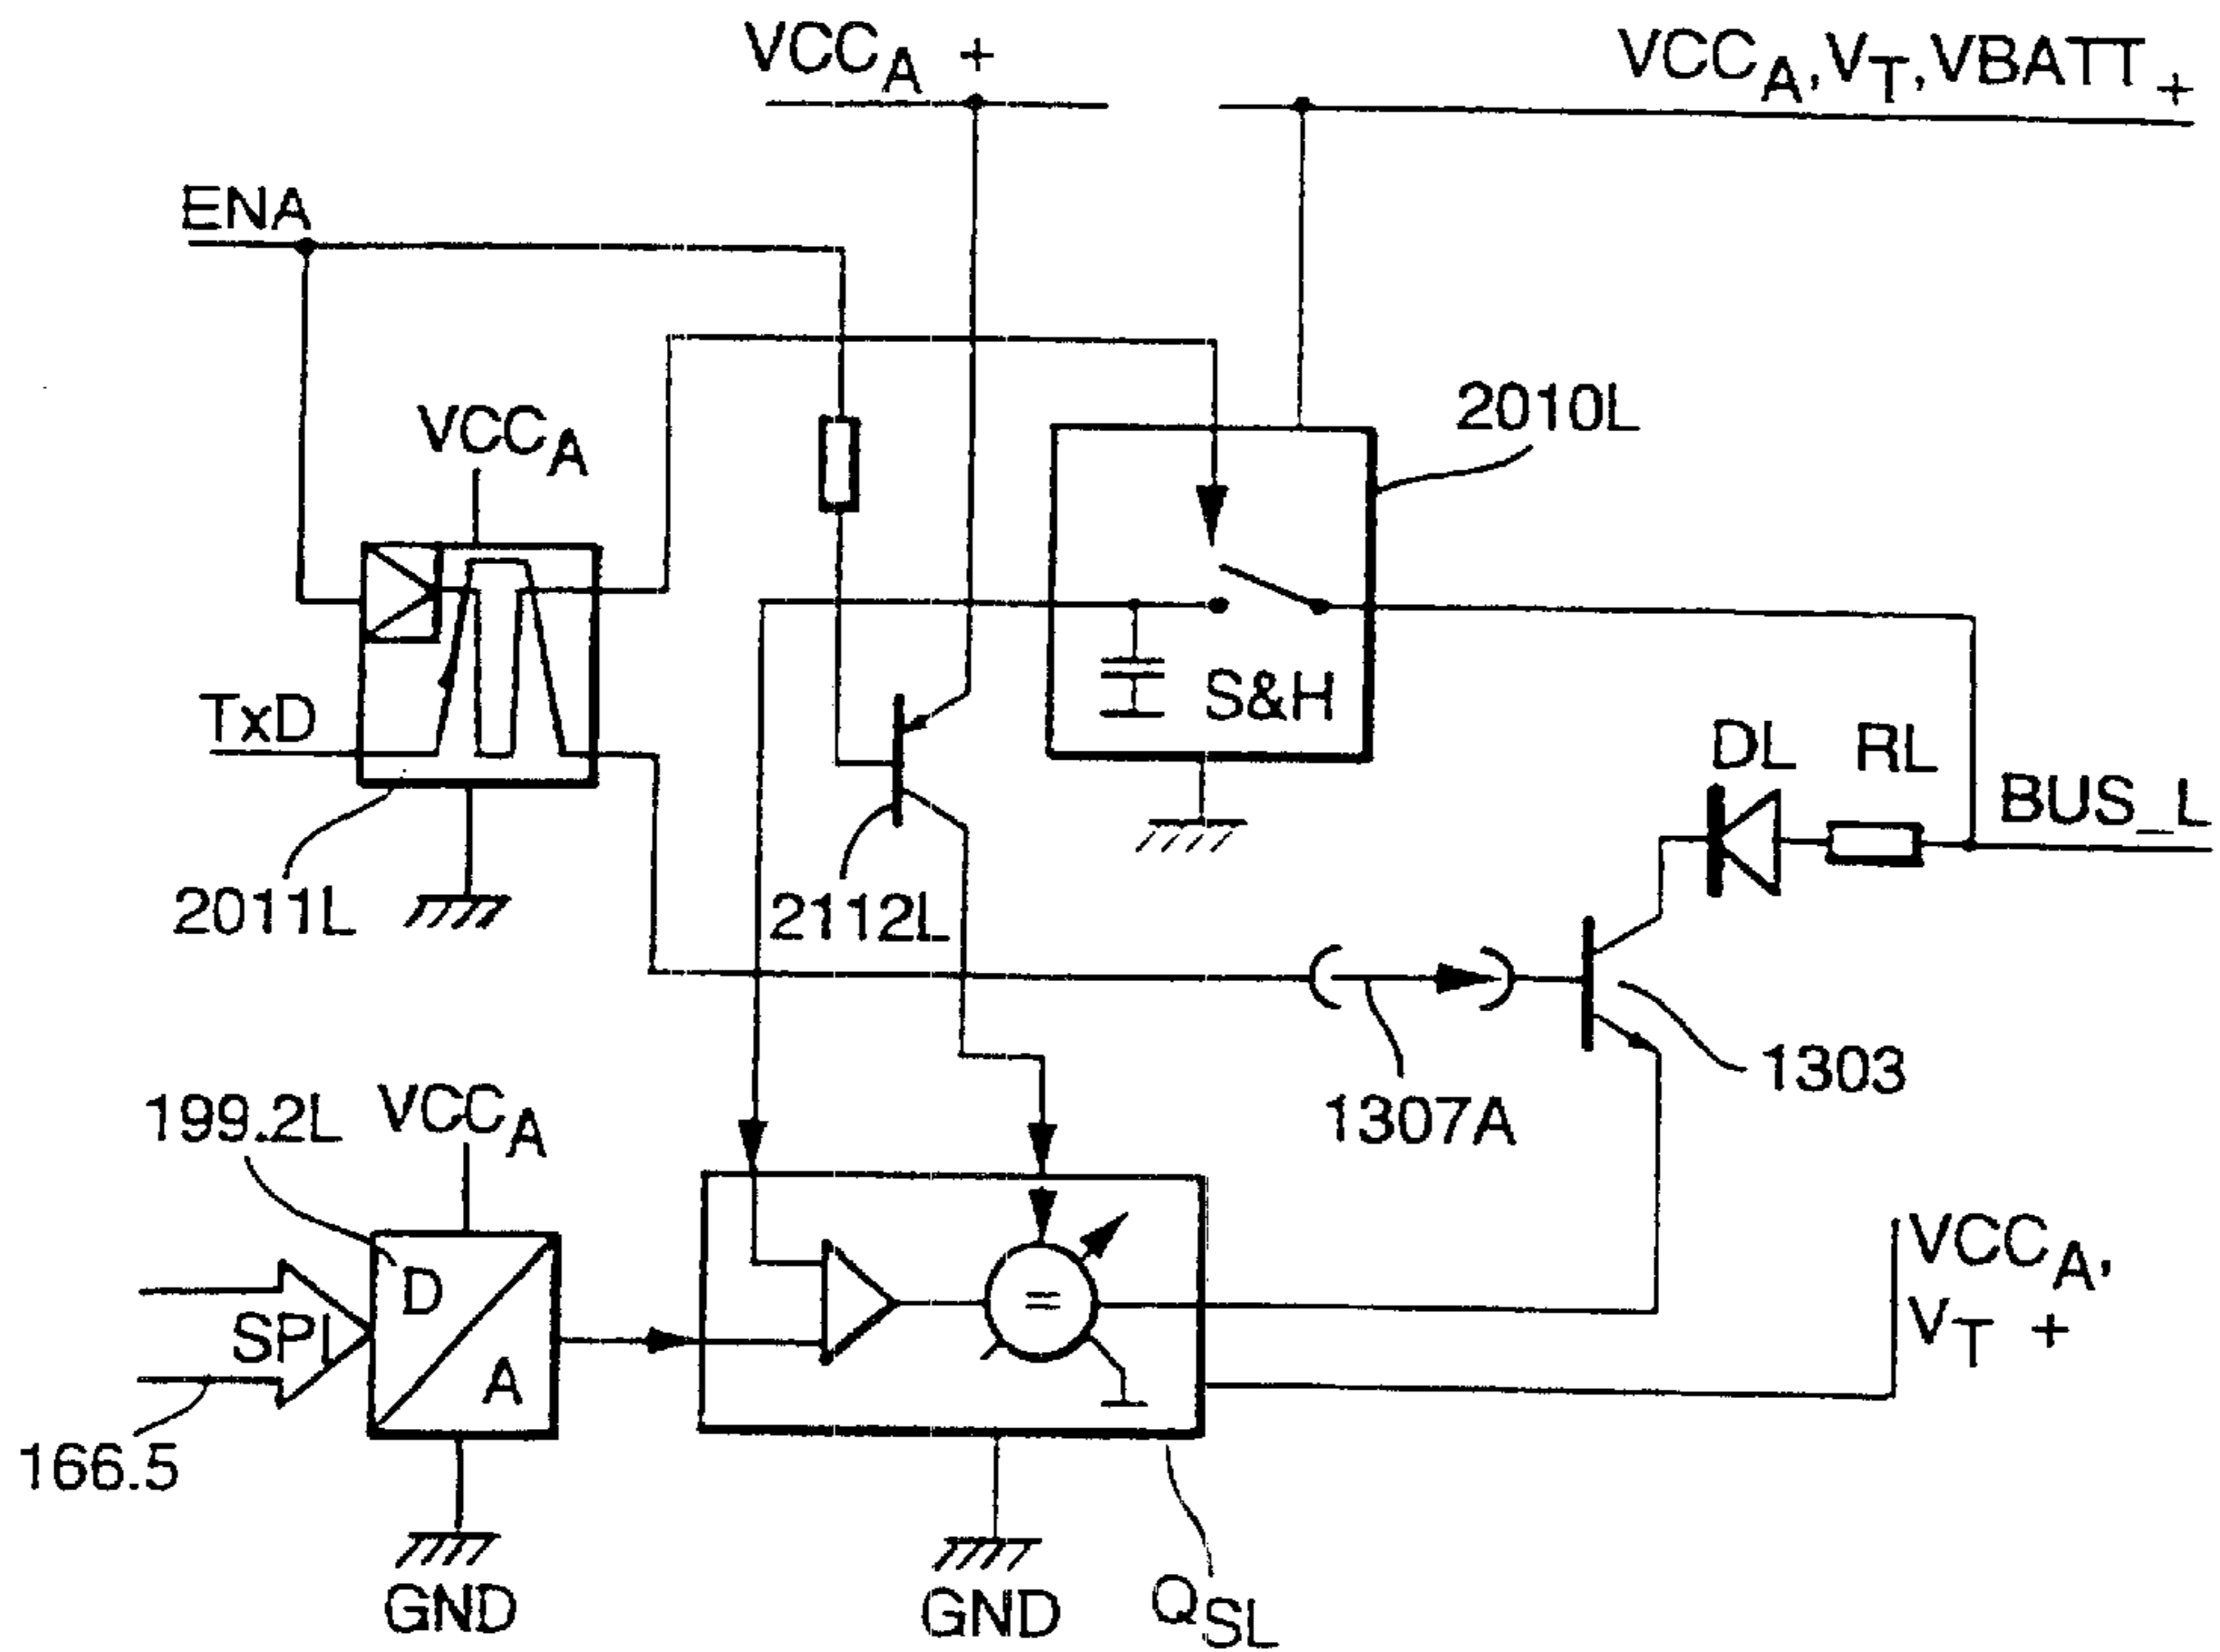 VCCA +
VCCA, VT, VBATT +
ENA
VCCA
2010L
TxD
S&H
DL
RL
BUS_L
2011L
2112L
1303
1307A
199.2L
VCCA
SPI
D
A
=
VCCA,
VT +
166.5
GND
GND
QSL